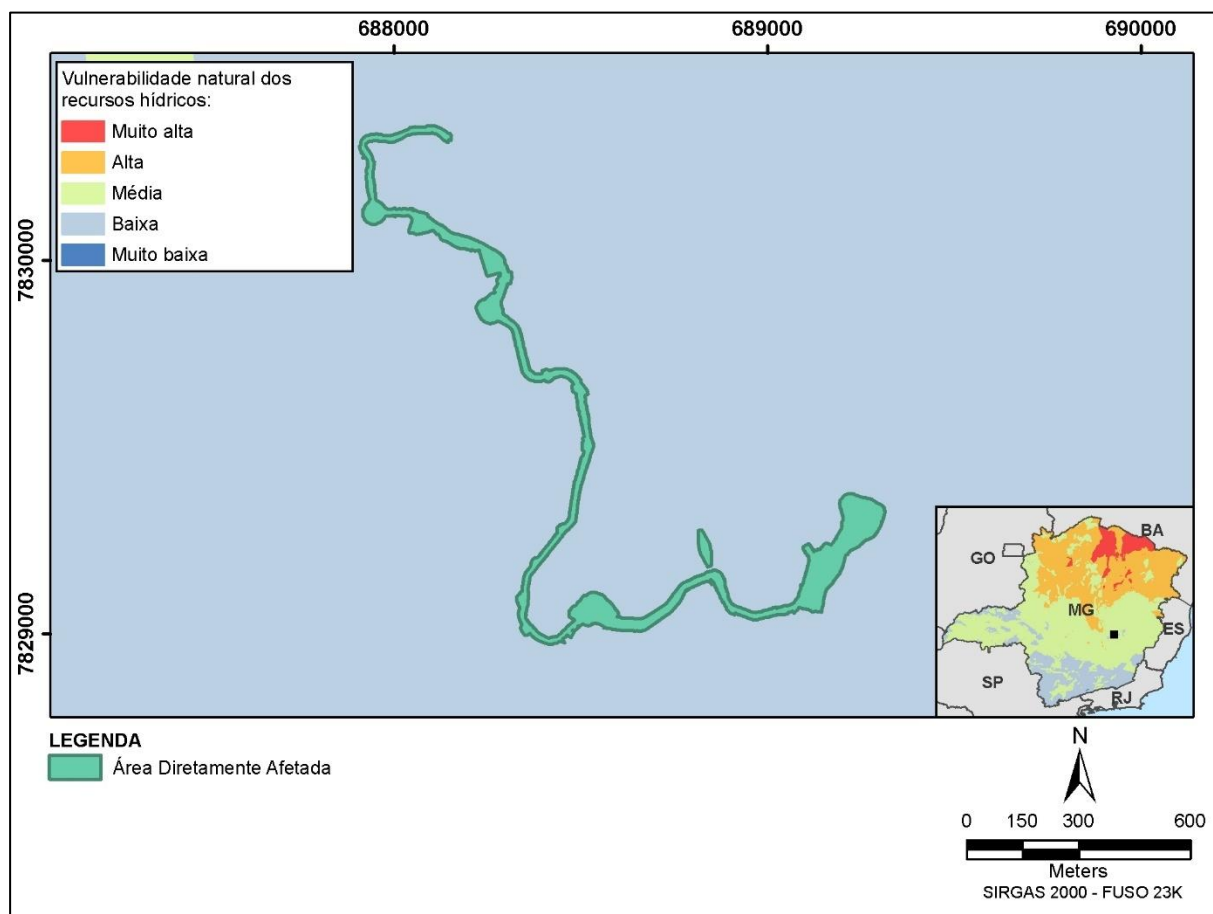 688000
689000
690000
Vulnerabilidade natural dos
recursos hídricos:
Muito alta
Alta
Média
Baixa
Muito baixa
7830000
7829000
BA
GO
MG
ES
SP
RJ
LEGENDA
Área Diretamente Afetada
N
0 150 300 600
Meters
SIRGAS 2000 - FUSO 23K